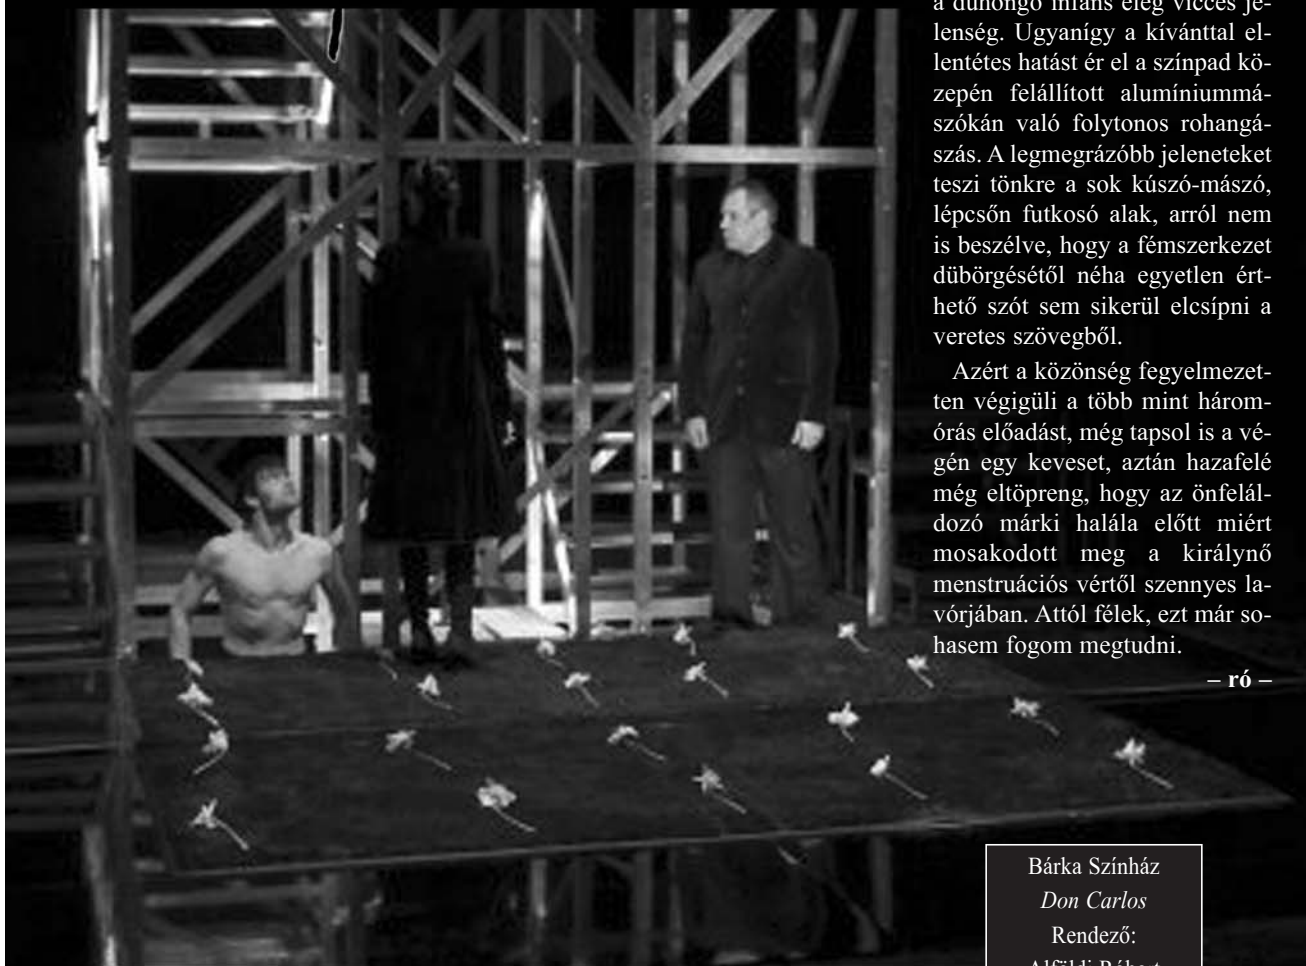 a dühöngő infáns elég vicces je-
lenség. Ugyanígy a kívánttal el-
lentétes hatást ér el a színpad kö-
zepén felállított alumíniummá-
szókán való folytonos rohangá-
szás. A legmegrázóbb jeleneteket
teszi tönkre a sok kúszó-mászó,
lépcsőn futkosó alak, arról nem
is beszélve, hogy a fémszerkezet
dübörgésétől néha egyetlen ért-
hető szót sem sikerül elcsípni a
veretes szövegből.
Azért a közönség fegyelmezet-
ten végigüli a több mint három-
órás előadást, még tapsol is a vé-
gén egy keveset, aztán hazafelé
még eltöpreng, hogy az önfelál-
dozó márki halála előtt miért
mosakodott meg a királynő
menstruációs vértől szennyes la-
vórjában. Attól félek, ezt már so-
hasem fogom megtudni.
– ró –
Bárka Színház
Don Carlos
Rendező:
Alföldi Róbert